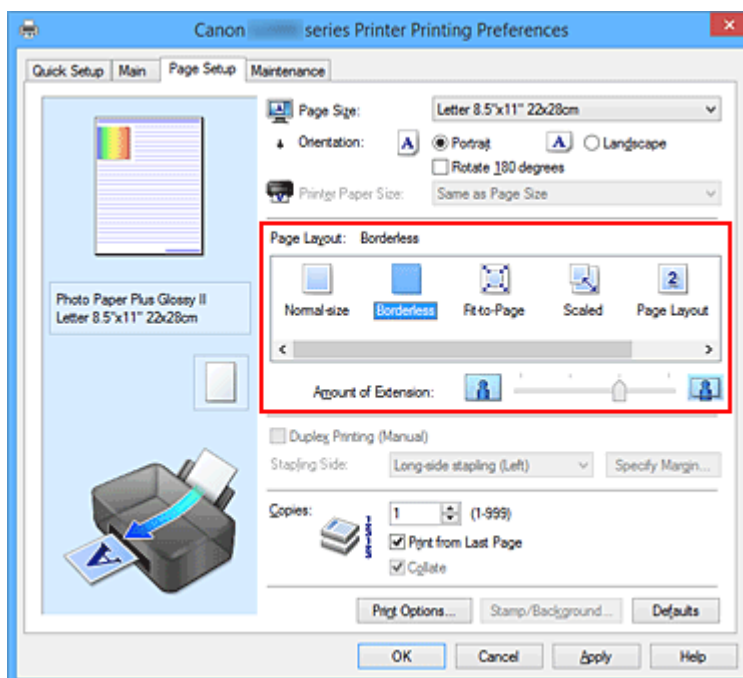 Canon series Printer Printing Preferences
Quick Setup Main Page Setup Maintenance
Page Size: Letter 8.5"x11" 22x28cm
Orientation: A Portrait A Landscape
Rotate 180 degrees
Printer Paper Size: Same as Page Size
Page Layout: Borderless
Normal-size Borderless Fit-to-Page Scaled 2 Page Layout
Photo Paper Plus Glossy II
Letter 8.5"x11" 22x28cm
Amount of Extension:
Duplex Printing (Manual)
Stapling Side: Long-side stapling (Left) Specify Margin...
Copies: 1 (1-999)
Print from Last Page
Collate
A
Print Options... Stamp/Background... Defaults
OK Cancel Apply Help